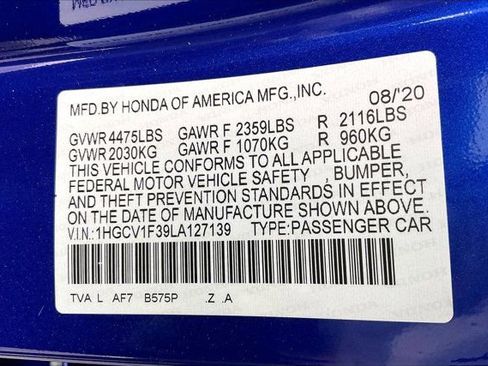 MFD.BY HONDA OF AMERICA MFG.,INC. 08/'20
GVWR 4475LBS GAWR F 2359LBS R 2116LBS
GVWR 2030KG GAWR F 1070KG R 960KG
THIS VEHICLE CONFORMS TO ALL APPLICABLE
FEDERAL MOTOR VEHICLE SAFETY , BUMPER,
AND THEFT PREVENTION STANDARDS IN EFFECT
ON THE DATE OF MANUFACTURE SHOWN ABOVE.
V.I.N.:1HGCV1F39LA127139 TYPE:PASSENGER CAR
TVA L AF7 B575P .Z .A